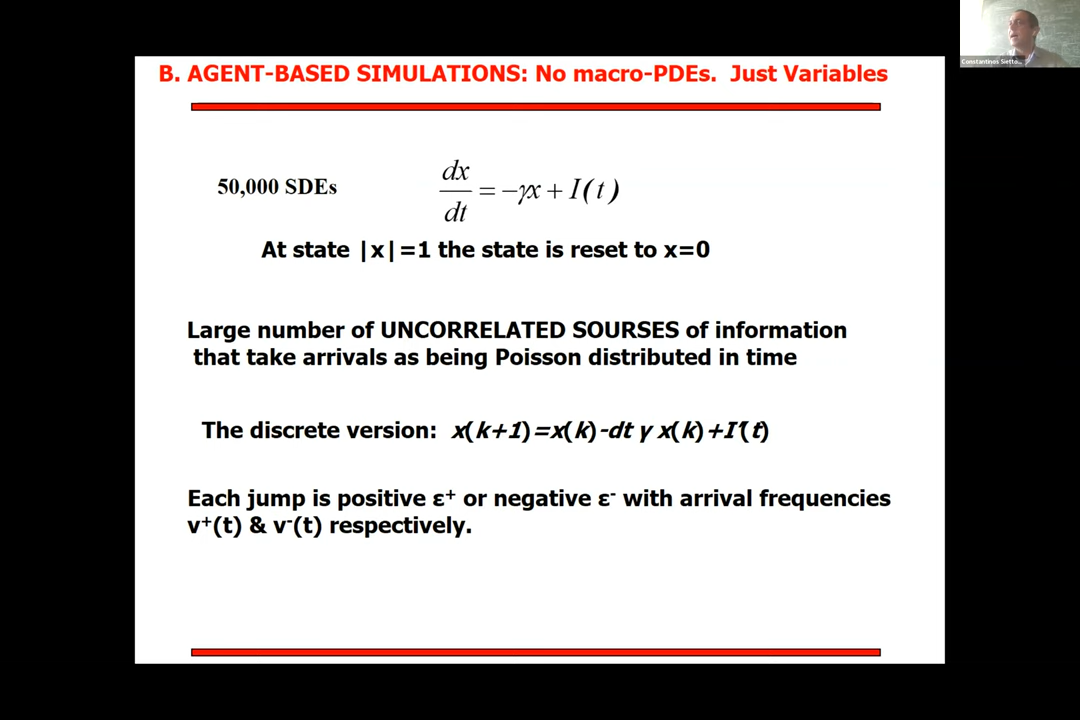 B. AGENT-BASED SIMULATIONS: No macro-PDEs. Just Variables
Constantinos Sietto...
50,000 SDEs
dx/dt = −γx + I(t)
At state |x|=1 the state is reset to x=0
Large number of UNCORRELATED SOURSES of information
that take arrivals as being Poisson distributed in time
The discrete version: x(k+1)=x(k)-dt γ x(k)+I'(t)
Each jump is positive ε⁺ or negative ε⁻ with arrival frequencies
v⁺(t) & v⁻(t) respectively.